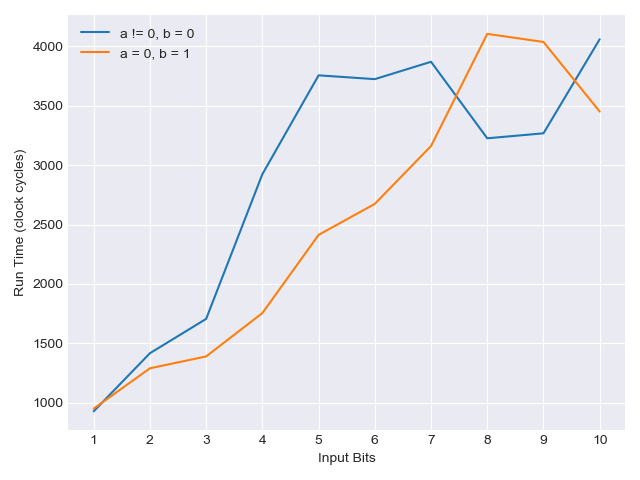 a != 0, b = 0
a = 0, b = 1
4000
3500
3000
2500
2000
1500
1000
Run Time (clock cycles)
1 2 3 4 5 6 7 8 9 10
Input Bits